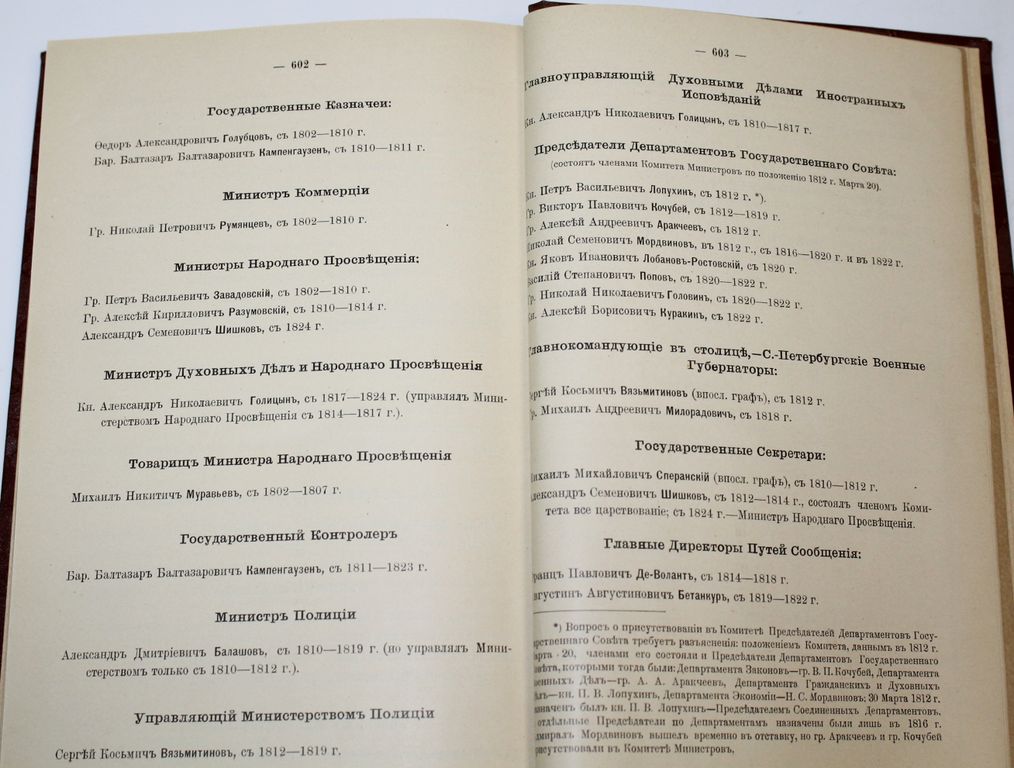 — 602 —
Государственные Казначеи:
Ѳедоръ Александровичъ Голубцовъ, съ 1802—1810 г.
Бар. Балтазаръ Балтазаровичъ Кампенгаузенъ, съ 1810—1811 г.
Министръ Коммерціи
Гр. Николай Петровичъ Румянцевъ, съ 1802—1810 г.
Министры Народнаго Просвѣщенія:
Гр. Петръ Васильевичъ Завадовскій, съ 1802—1810 г.
Гр. Алексѣй Кирилловичъ Разумовскій, съ 1810—1814 г.
Александръ Семеновичъ Шишковъ, съ 1824 г.
Министръ Духовныхъ Дѣлъ и Народнаго Просвѣщенія
Кн. Александръ Николаевичъ Голицынъ, съ 1817—1824 г. (управлялъ Мини-
стерствомъ Народнаго Просвѣщенія съ 1814—1817 г.).
Товарищъ Министра Народнаго Просвѣщенія
Михаилъ Никитичъ Муравьевъ, съ 1802—1807 г.
Государственный Контролеръ
Бар. Балтазаръ Балтазаровичъ Кампенгаузенъ, съ 1811—1823 г.
Министръ Полиціи
Александръ Дмитріевичъ Балашовъ, съ 1810—1819 г. (но управлялъ Мини-
стерствомъ только съ 1810—1812 г.).
Управляющій Министерствомъ Полиціи
Сергѣй Косьмичъ Вязьмитиновъ, съ 1812—1819 г.
— 603 —
Главноуправляющій Духовными Дѣлами Иностранныхъ
Исповѣданій
Кн. Александръ Николаевичъ Голицынъ, съ 1810—1817 г.
Предсѣдатели Департаментовъ Государственнаго Совѣта:
(состоятъ членами Комитета Министровъ по положенію 1812 г. Марта 20).
Кн. Петръ Васильевичъ Лопухинъ, съ 1812 г. *).
Гр. Викторъ Павловичъ Кочубей, съ 1812—1819 г.
Гр. Алексѣй Андреевичъ Аракчеевъ, съ 1812 г.
Николай Семеновичъ Мордвиновъ, въ 1812 г., съ 1816—1820 г. и въ 1822 г.
Кн. Яковъ Ивановичъ Лобановъ-Ростовскій, съ 1820 г.
Василій Степановичъ Поповъ, съ 1820—1822 г.
Гр. Николай Николаевичъ Головинъ, съ 1820—1822 г.
Кн. Алексѣй Борисовичъ Куракинъ, съ 1822 г.
Главнокомандующіе въ столицѣ,—С.-Петербургскіе Военные
Губернаторы:
Сергѣй Косьмичъ Вязьмитиновъ (впосл. графъ), съ 1812 г.
Гр. Михаилъ Андреевичъ Милорадовичъ, съ 1818 г.
Государственные Секретари:
Михаилъ Михайловичъ Сперанскій (впосл. графъ), съ 1810—1812 г.
Александръ Семеновичъ Шишковъ, съ 1812—1814 г., состоялъ членомъ Коми-
тета все царствованіе; съ 1824 г.—Министръ Народнаго Просвѣщенія.
Главные Директоры Путей Сообщенія:
Францъ Павловичъ Де-Волантъ, съ 1814—1818 г.
Августинъ Августиновичъ Бетанкуръ, съ 1819—1822 г.
*) Вопросъ о присутствованіи въ Комитетѣ Предсѣдателей Департаментовъ Госу-
дарственнаго Совѣта требуетъ разъясненія: положеніемъ Комитета, даннымъ въ 1812 г.
Марта 20, членами его состояли и Предсѣдатели Департаментовъ Государственнаго
Совѣта, которыми тогда были: Департамента Законовъ—гр. В. П. Кочубей, Департамента
Военныхъ Дѣлъ—гр. А. А. Аракчеевъ, Департамента Гражданскихъ и Духовныхъ
Дѣлъ—кн. П. В. Лопухинъ, Департамента Экономіи—Н. С. Мордвиновъ; 30 Марта 1812 г.
назначенъ былъ кн. П. В. Лопухинъ—Предсѣдателемъ Соединенныхъ Департаментовъ,
отдѣльные Предсѣдатели по Департаментамъ назначены были лишь въ 1816 г.
Адмиралъ Мордвиновъ вышелъ временно въ отставку, но гр. Аракчеевъ и гр. Кочубей
присутствовали въ Комитетѣ Министровъ.